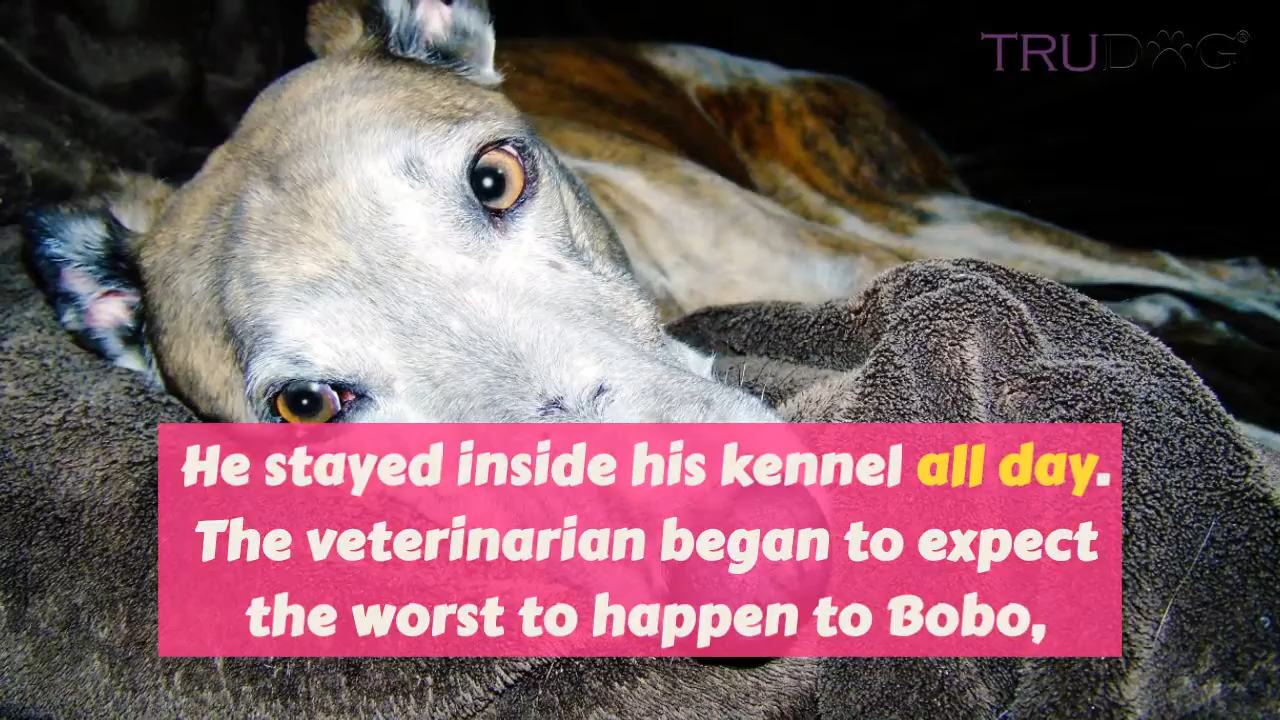 TRUDOG®
He stayed inside his kennel all day.
The veterinarian began to expect
the worst to happen to Bobo,